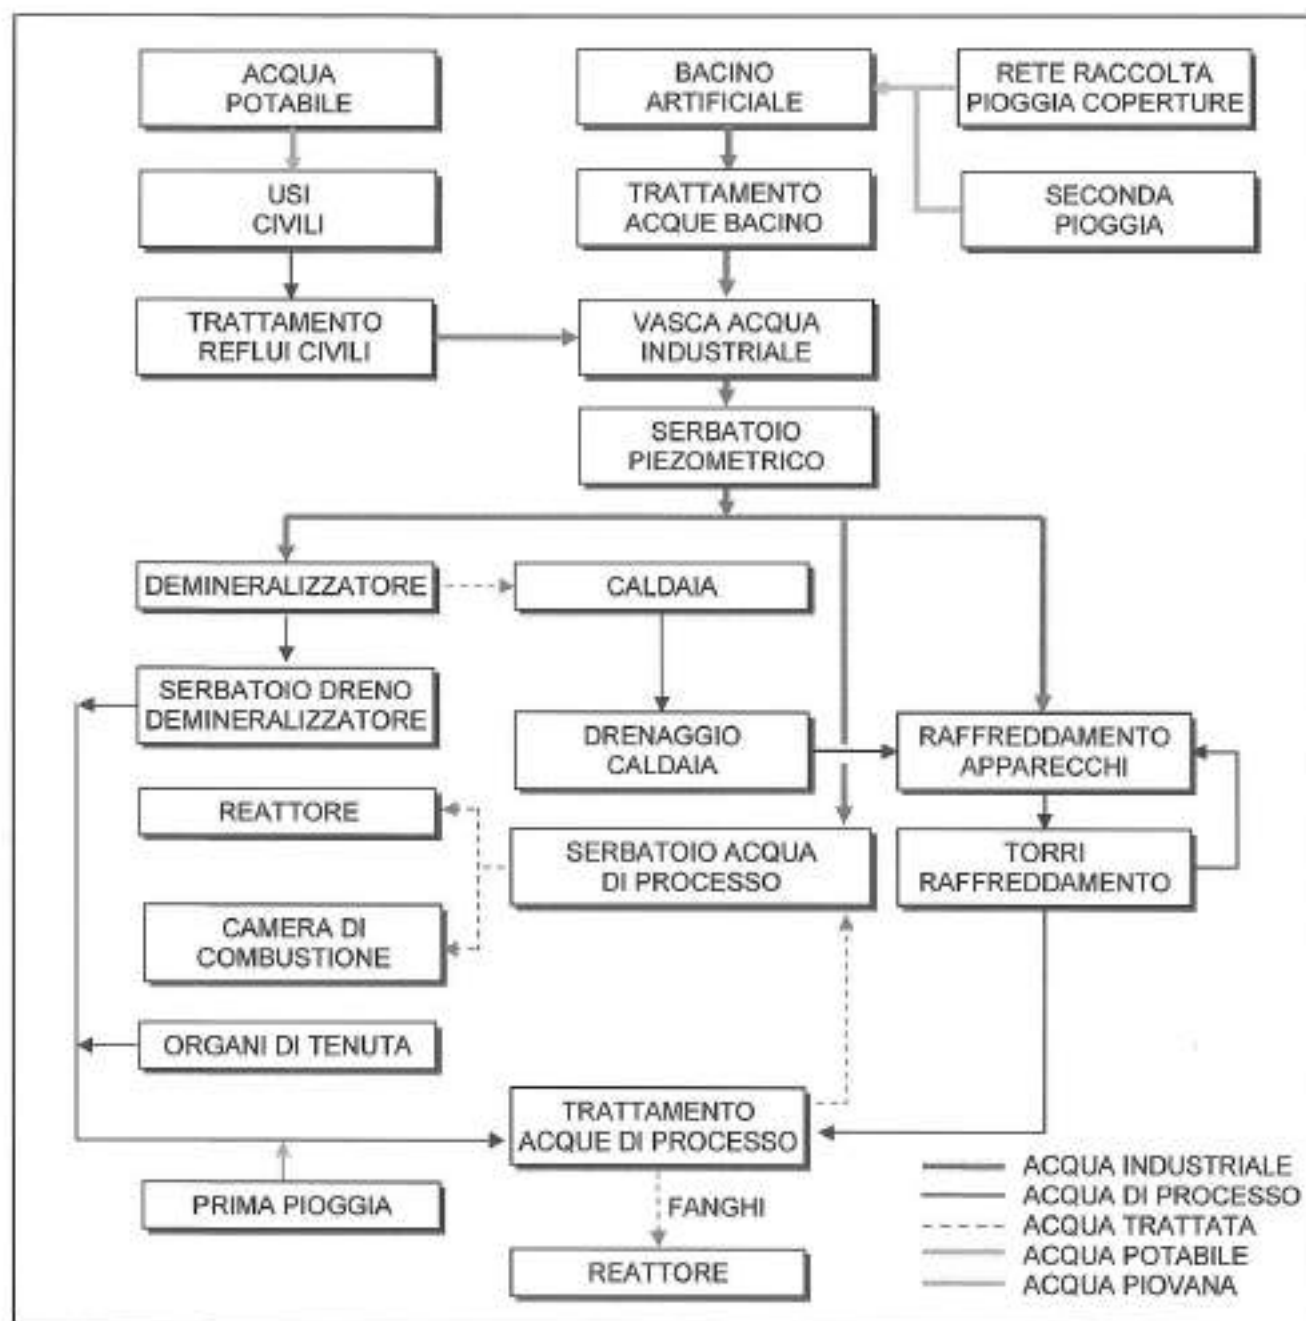 ACQUA
POTABILE
BACINO
ARTIFICIALE
RETE RACCOLTA
PIOGGIA COPERTURE
USI
CIVILI
TRATTAMENTO
ACQUE BACINO
SECONDA
PIOGGIA
TRATTAMENTO
REFLUI CIVILI
VASCA ACQUA
INDUSTRIALE
SERBATOIO
PIEZOMETRICO
DEMINERALIZZATORE
CALDAIA
SERBATOIO DRENO
DEMINERALIZZATORE
DRENAGGIO
CALDAIA
RAFFREDDAMENTO
APPARECCHI
REATTORE
SERBATOIO ACQUA
DI PROCESSO
TORRI
RAFFREDDAMENTO
CAMERA DI
COMBUSTIONE
ORGANI DI TENUTA
TRATTAMENTO
ACQUE DI PROCESSO
PRIMA PIOGGIA
FANGHI
REATTORE
ACQUA INDUSTRIALE
ACQUA DI PROCESSO
ACQUA TRATTATA
ACQUA POTABILE
ACQUA PIOVANA